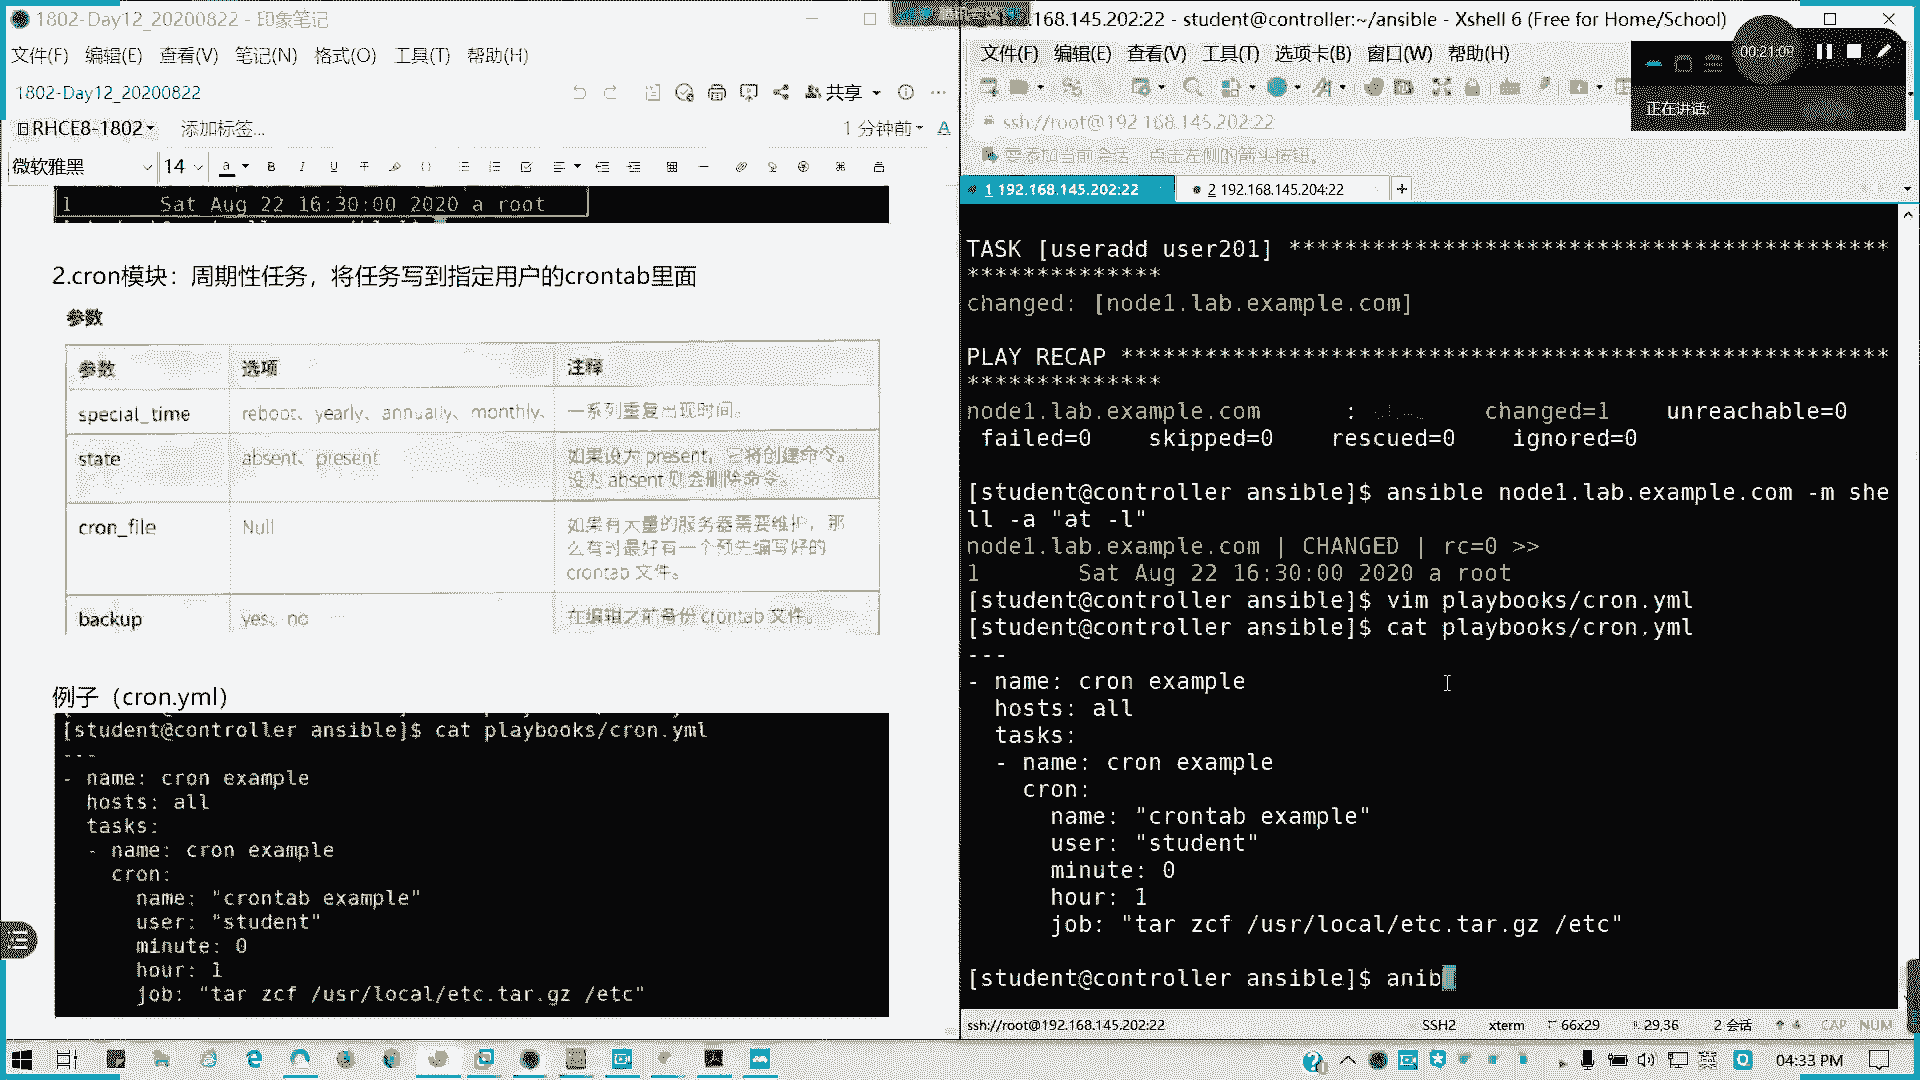 1802-Day12_20200822 - 印象笔记
文件(F) 编辑(E) 查看(V) 笔记(N) 格式(O) 工具(T) 帮助(H)
1802-Day12_20200822
共享
RHCE8-1802 添加标签...
1 分钟前
微软雅黑 14
1 Sat Aug 22 16:30:00 2020 a root
2.cron模块：周期性任务，将任务写到指定用户的crontab里面
参数
参数 选项 注释
special_time reboot、yearly、annually、monthly、 一系列重复出现时间。
state absent、present 如果设为 present，它将创建命令。
设为 absent 则会删除命令。
cron_file Null 如果有大量的服务器需要维护，那
么有时最好有一个预先编写好的
crontab 文件。
backup yes、no 在编辑之前备份 crontab 文件。
例子（cron.yml）
[student@controller ansible]$ cat playbooks/cron.yml
---
- name: cron example
hosts: all
tasks:
- name: cron example
cron:
name: "crontab example"
user: "student"
minute: 0
hour: 1
job: "tar zcf /usr/local/etc.tar.gz /etc"
.168.145.202:22 - student@controller:~/ansible - Xshell 6 (Free for Home/School)
文件(F) 编辑(E) 查看(V) 工具(T) 选项卡(B) 窗口(W) 帮助(H)
正在讲话:
ssh://root@192.168.145.202:22
要添加当前会话，点击左侧的箭头按钮。
1 192.168.145.202:22 2 192.168.145.204:22 +
TASK [useradd user201] *******************************************
**************
changed: [node1.lab.example.com]
PLAY RECAP *******************************************************
**************
node1.lab.example.com : changed=1 unreachable=0
failed=0 skipped=0 rescued=0 ignored=0
[student@controller ansible]$ ansible node1.lab.example.com -m she
ll -a "at -l"
node1.lab.example.com | CHANGED | rc=0 >>
1 Sat Aug 22 16:30:00 2020 a root
[student@controller ansible]$ vim playbooks/cron.yml
[student@controller ansible]$ cat playbooks/cron.yml
---
- name: cron example
hosts: all
tasks:
- name: cron example
cron:
name: "crontab example"
user: "student"
minute: 0
hour: 1
job: "tar zcf /usr/local/etc.tar.gz /etc"
[student@controller ansible]$ anib
ssh://root@192.168.145.202:22 SSH2 xterm 66x29 29,36 2 会话 CAP NUM
04:33 PM